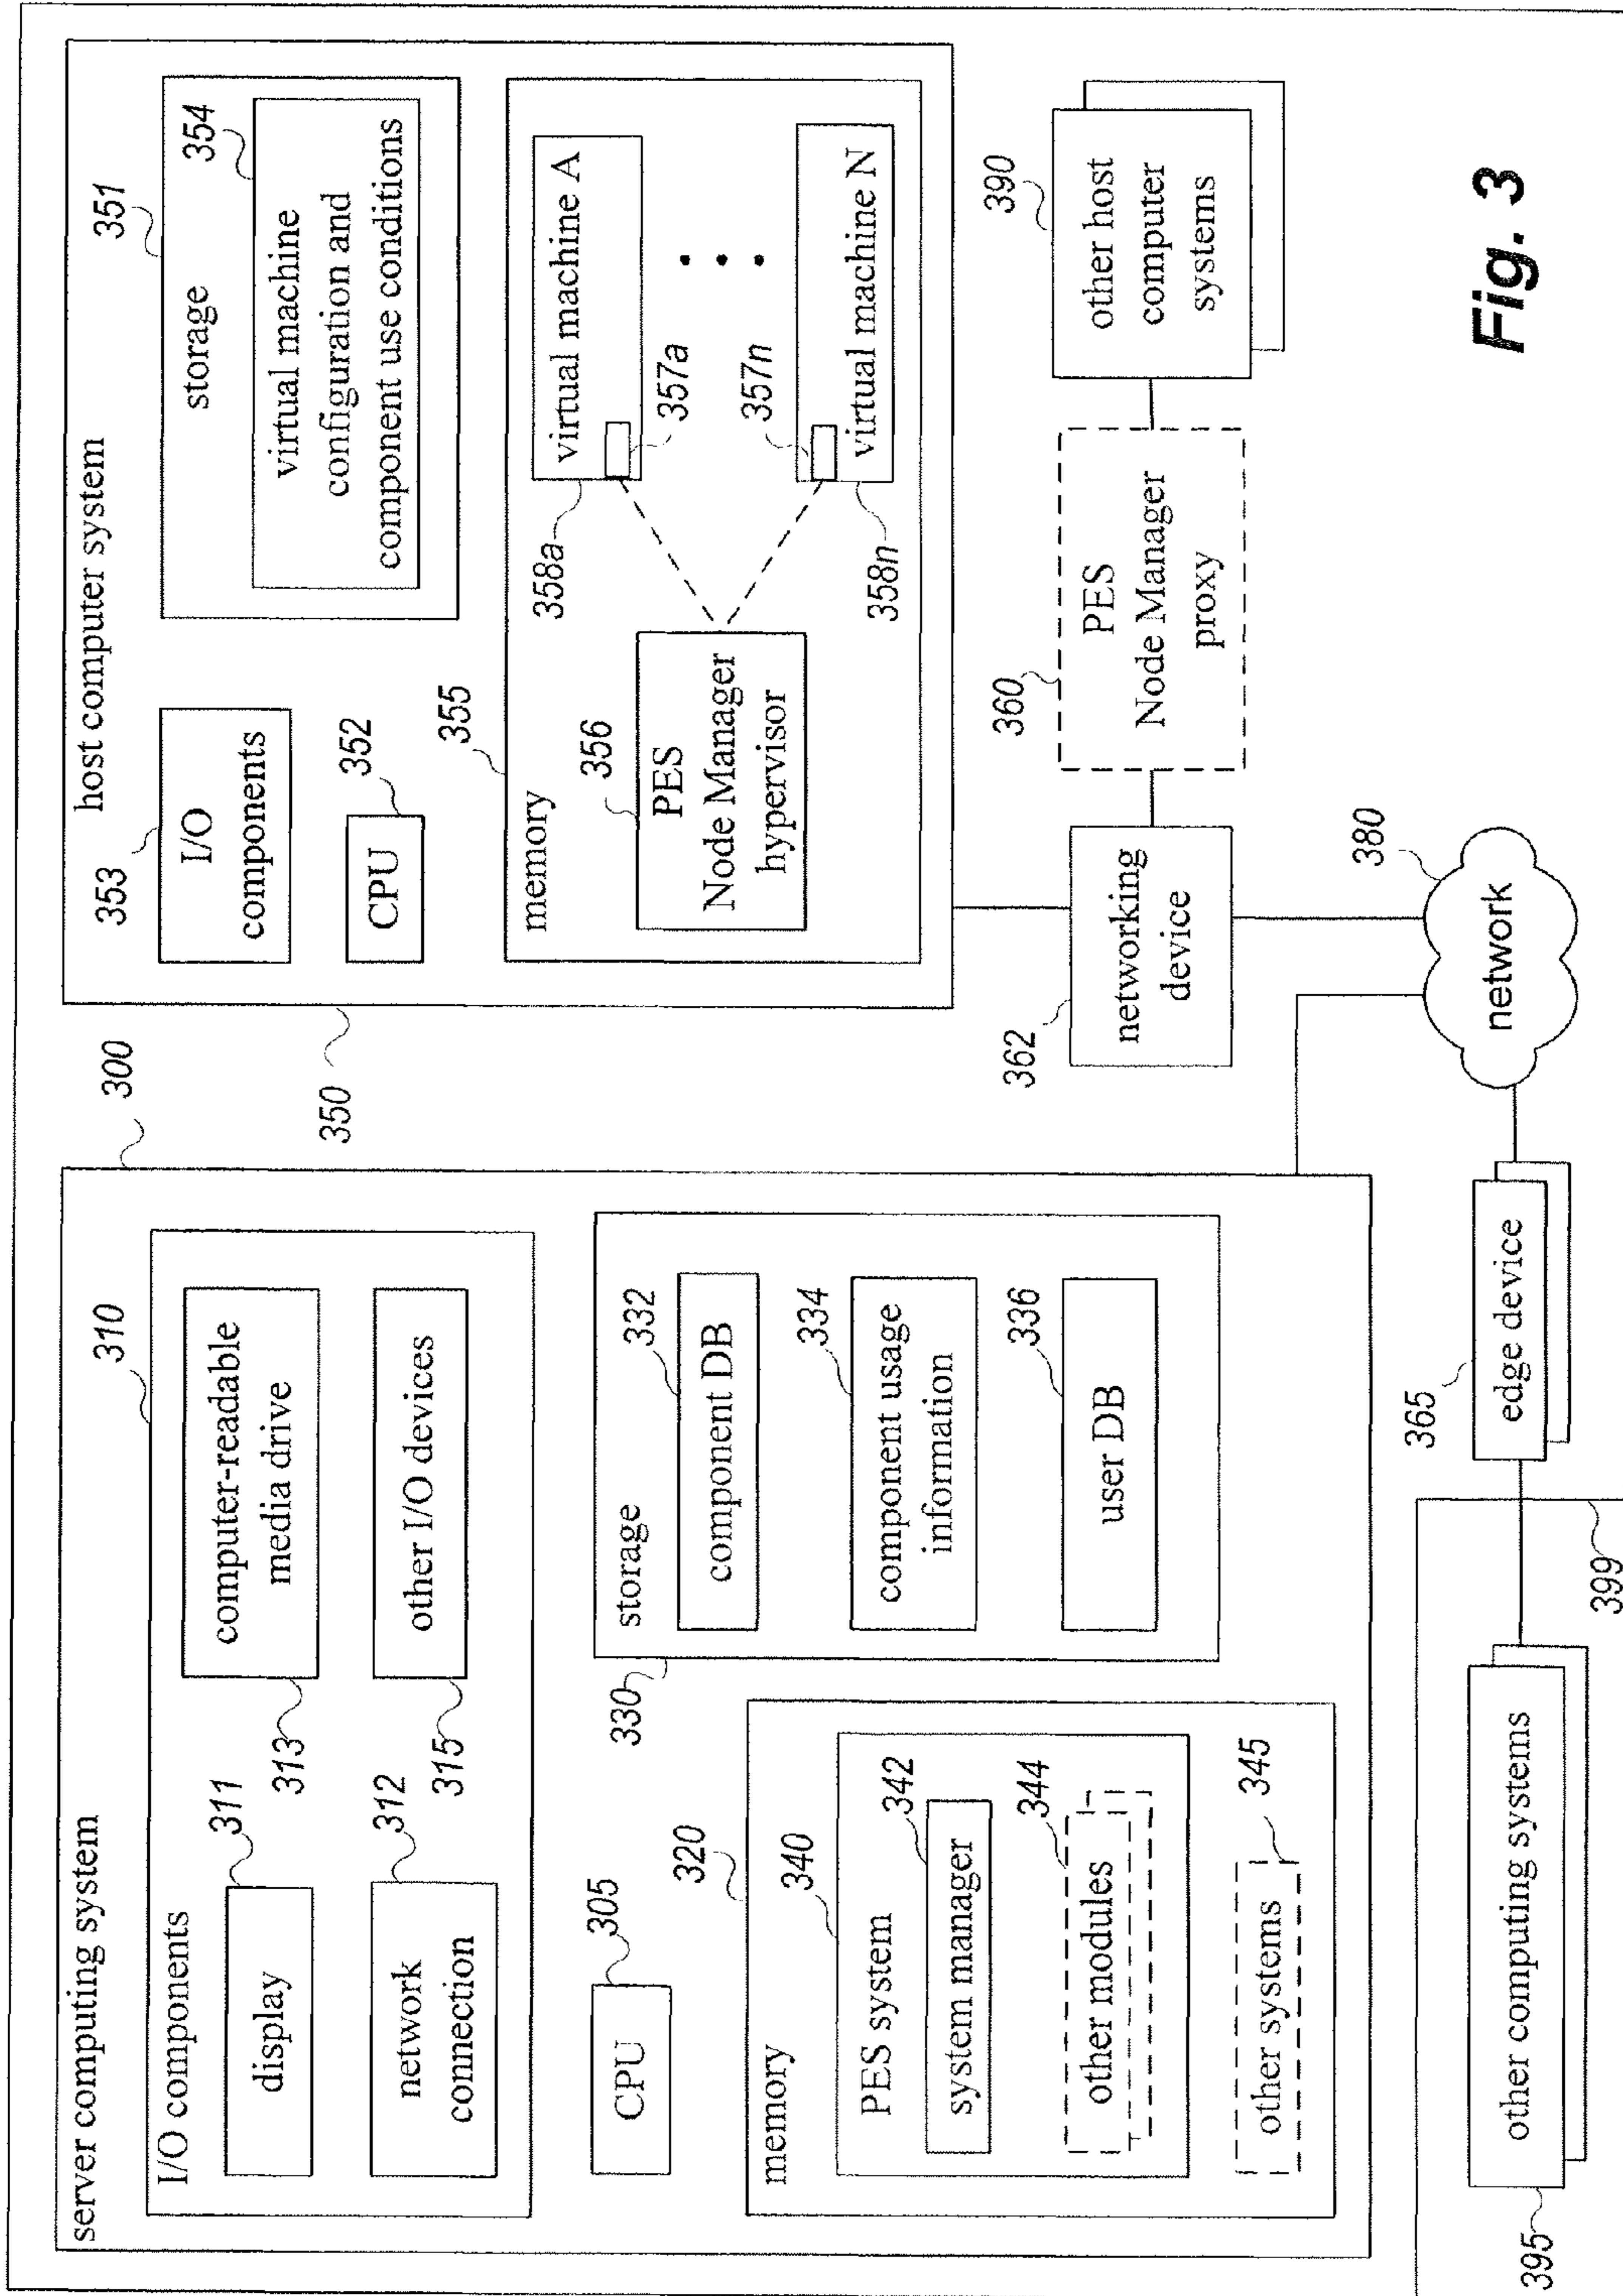 server computing system
300
I/O components
310
display
311
computer-readable
media drive
313
network
connection
312
other I/O devices
315
CPU
305
memory
320
PES system
340
system manager
342
other modules
344
other systems
345
storage
330
component DB
332
component usage
information
334
user DB
336
host computer system
350
I/O
components
353
CPU
352
storage
351
virtual machine
configuration and
component use conditions
354
memory
355
PES
Node Manager
hypervisor
356
virtual machine A
357a
358a
virtual machine N
357n
358n
networking
device
362
PES
Node Manager
proxy
360
other host
computer
systems
390
network
380
edge device
365
other computing systems
395
399
Fig. 3